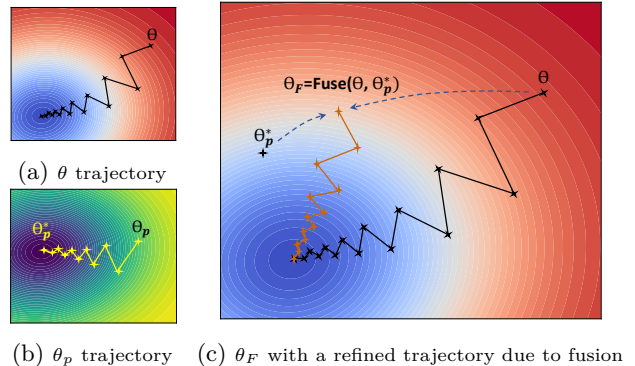 Θ
(a) θ trajectory
Θ*p Θp
(b) θp trajectory
ΘF=Fuse(Θ, Θ*p)
Θ
Θ*p
(c) θF with a refined trajectory due to fusion